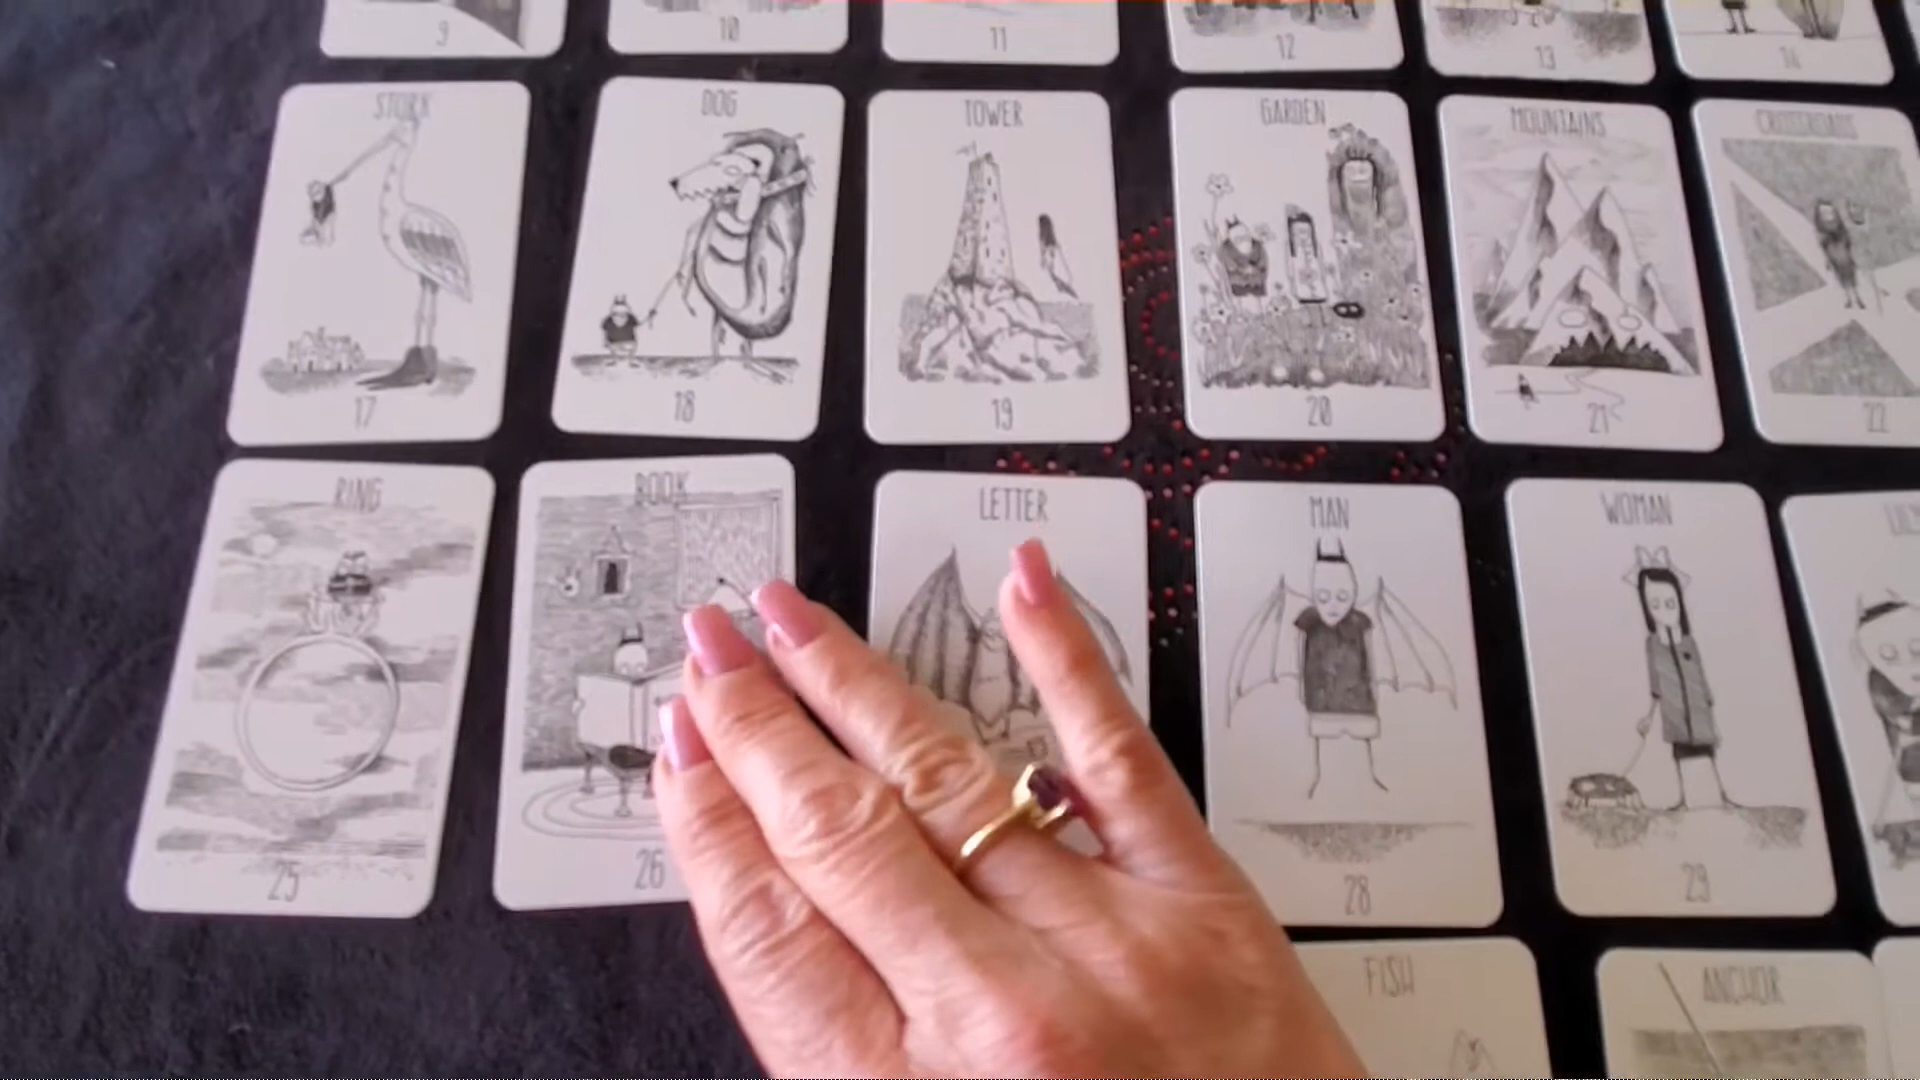 9
10
11
12
13
14
STORK
DOG
TOWER
GARDEN
MOUNTAINS
CROSSROADS
17
18
19
20
21
22
RING
BOOK
LETTER
MAN
WOMAN
25
26
28
29
FISH
ANCHOR